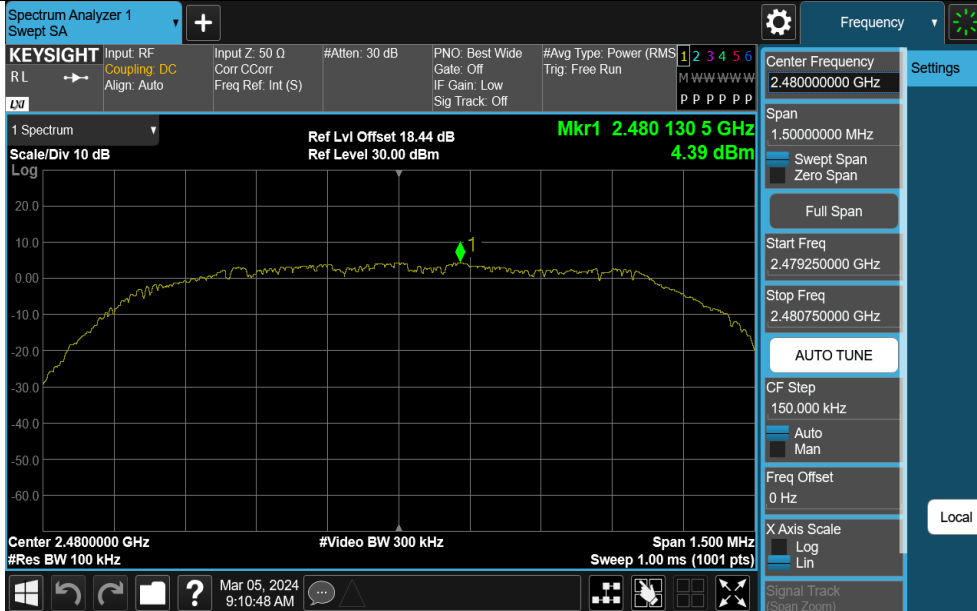 Spectrum Analyzer 1
Swept SA
+
Frequency
KEYSIGHT
RL
LXI
Input: RF
Coupling: DC
Align: Auto
Input Z: 50 Ω
Corr CCorr
Freq Ref: Int (S)
#Atten: 30 dB
PNO: Best Wide
Gate: Off
IF Gain: Low
Sig Track: Off
#Avg Type: Power (RMS
Trig: Free Run
1 2 3 4 5 6
M W W W W W
P P P P P P
1 Spectrum
Scale/Div 10 dB
Log
Ref Lvl Offset 18.44 dB
Ref Level 30.00 dBm
Mkr1 2.480 130 5 GHz
4.39 dBm
20.0
10.0
0.00
-10.0
-20.0
-30.0
-40.0
-50.0
-60.0
1
Center 2.4800000 GHz
#Res BW 100 kHz
#Video BW 300 kHz
Span 1.500 MHz
Sweep 1.00 ms (1001 pts)
Center Frequency
2.480000000 GHz
Span
1.50000000 MHz
Swept Span
Zero Span
Full Span
Start Freq
2.479250000 GHz
Stop Freq
2.480750000 GHz
AUTO TUNE
CF Step
150.000 kHz
Auto
Man
Freq Offset
0 Hz
X Axis Scale
Log
Lin
Signal Track
(Span Zoom)
Settings
Local
?
Mar 05, 2024
9:10:48 AM